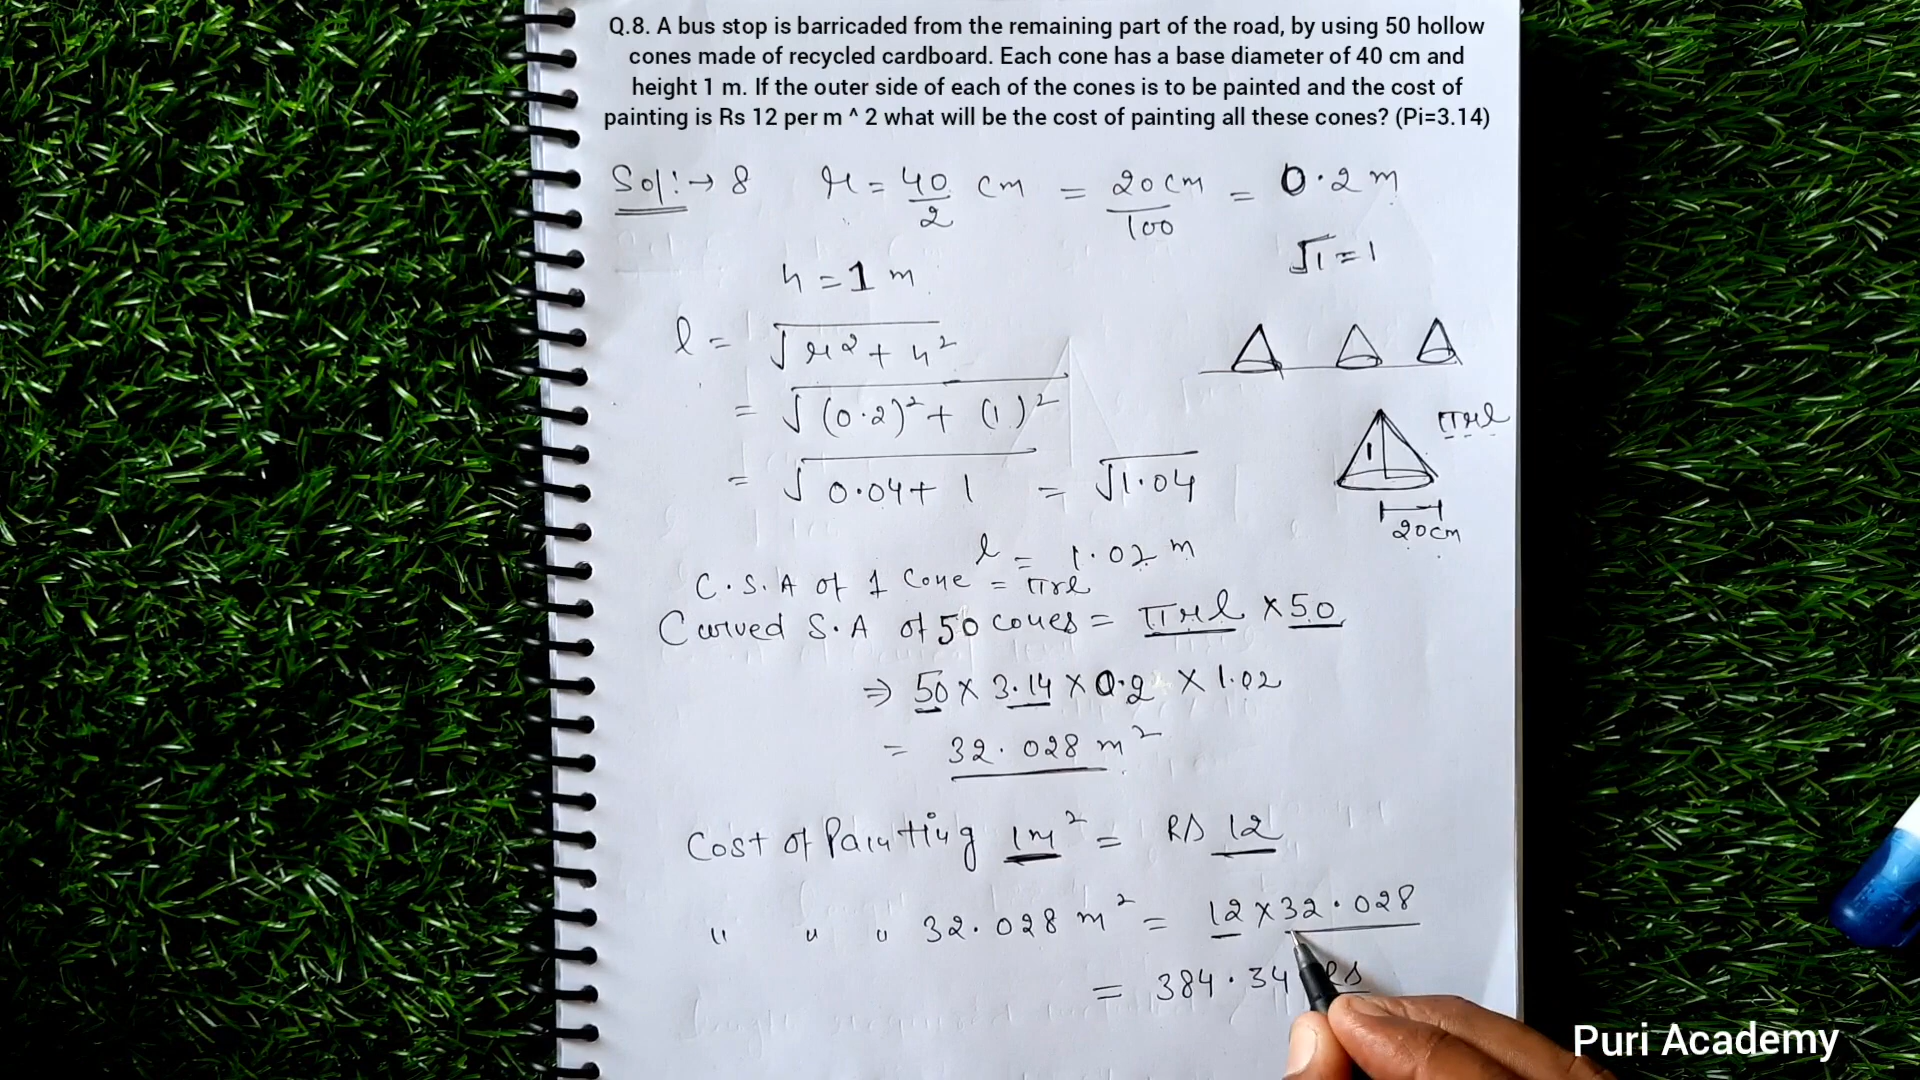 Q.8. A bus stop is barricaded from the remaining part of the road, by using 50 hollow
cones made of recycled cardboard. Each cone has a base diameter of 40 cm and
height 1 m. If the outer side of each of the cones is to be painted and the cost of
painting is Rs 12 per m ^ 2 what will be the cost of painting all these cones? (Pi=3.14)
Sol:→ 8 r = 40/2 cm = 20cm/100 = 0.2 m
√1 = 1
h = 1 m
l = √r² + h²
= √(0.2)² + (1)²
πrl
1
= √0.04 + 1 = √1.04
20cm
l = 1.02 m
C.S.A of 1 Cone = πrl
Curved S.A of 50 cones = πrl × 50
⇒ 50 × 3.14 × 0.2 × 1.02
= 32.028 m²
Cost of Painting 1m² = Rs 12
" " " 32.028 m² = 12 × 32.028
= 384.34 Rs
Puri Academy